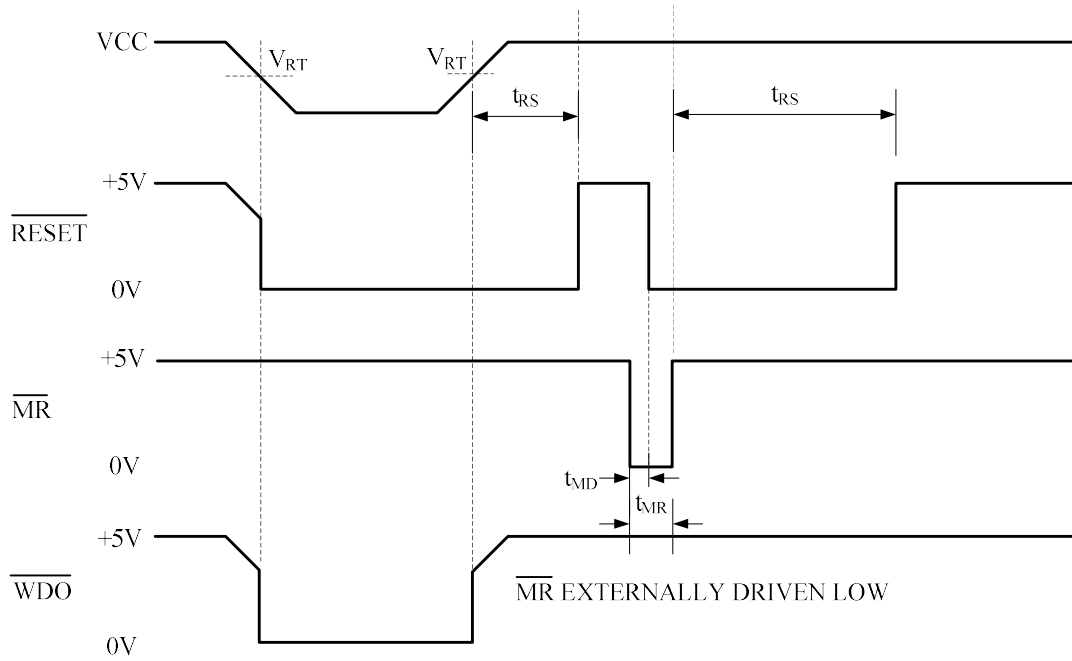 VCC
V_RT
V_RT
t_RS
t_RS
+5V
RESET
0V
+5V
MR
0V
t_MD
t_MR
+5V
WDO
MR EXTERNALLY DRIVEN LOW
0V